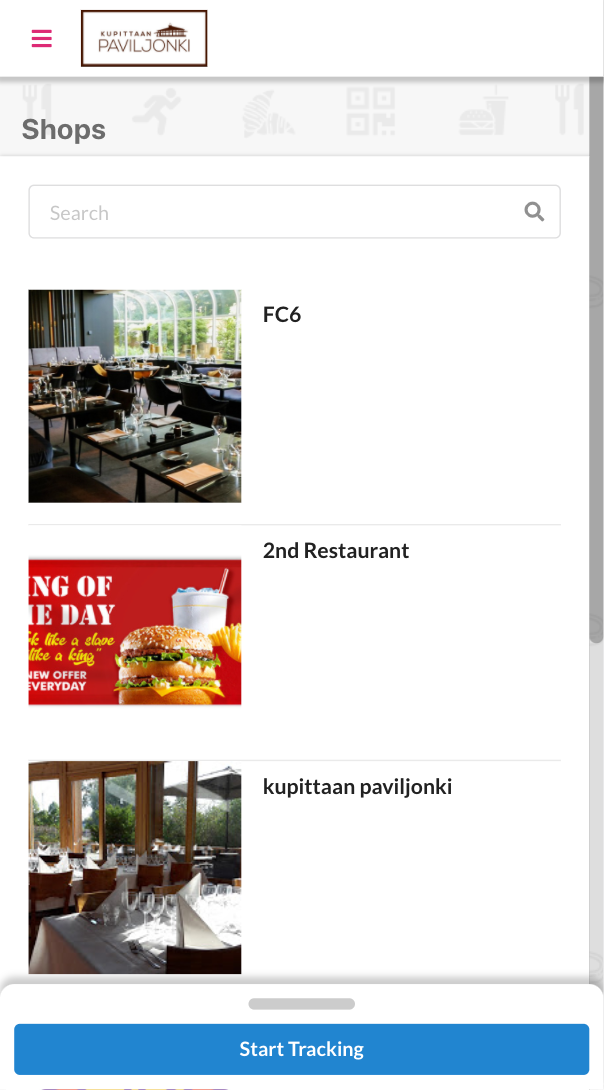 KUPITTAAN
PAVILJONKI
Shops
Search
FC6
2nd Restaurant
NG OF
E DAY
k like a slave
like a king"
NEW OFFER
EVERYDAY
kupittaan paviljonki
Start Tracking